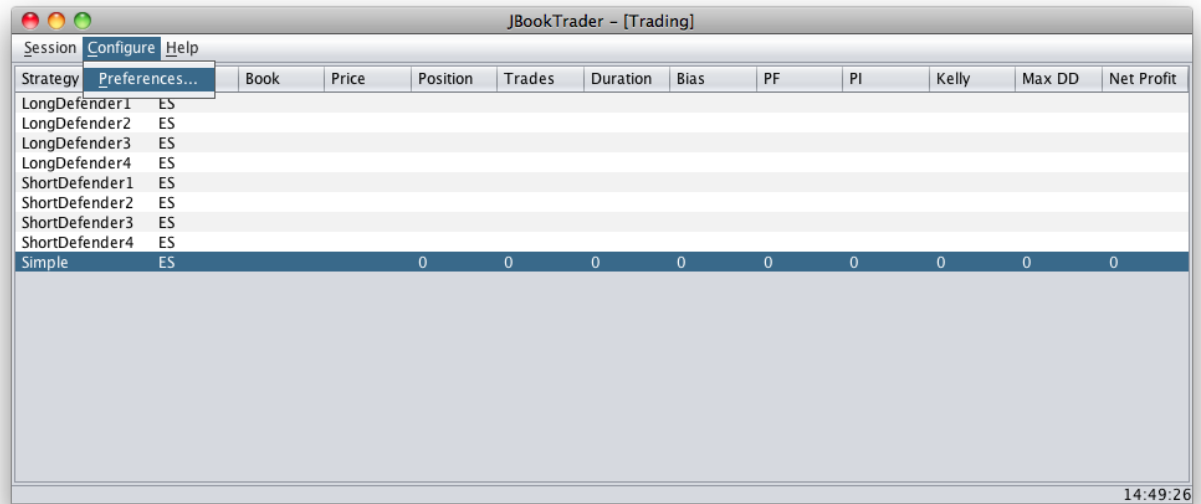 JBookTrader – [Trading]
Session Configure Help
Strategy Preferences... Book Price Position Trades Duration Bias PF PI Kelly Max DD Net Profit
LongDefender1 ES
LongDefender2 ES
LongDefender3 ES
LongDefender4 ES
ShortDefender1 ES
ShortDefender2 ES
ShortDefender3 ES
ShortDefender4 ES
Simple ES 0 0 0 0 0 0 0 0 0
14:49:26